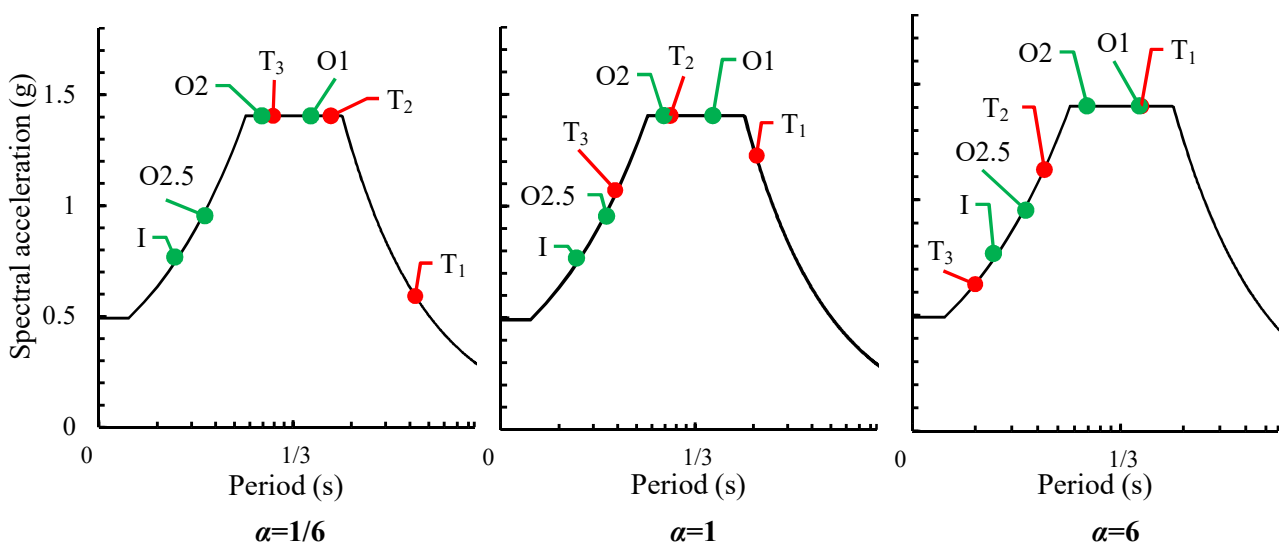 Spectral acceleration (g)
1.5
1
0.5
0
O2
T3
O1
T2
O2.5
I
T1
0
1/3
Period (s)
α=1/6
O2
T2
O1
T3
T1
O2.5
I
0
1/3
Period (s)
α=1
O2
O1
T1
T2
O2.5
I
T3
0
1/3
Period (s)
α=6